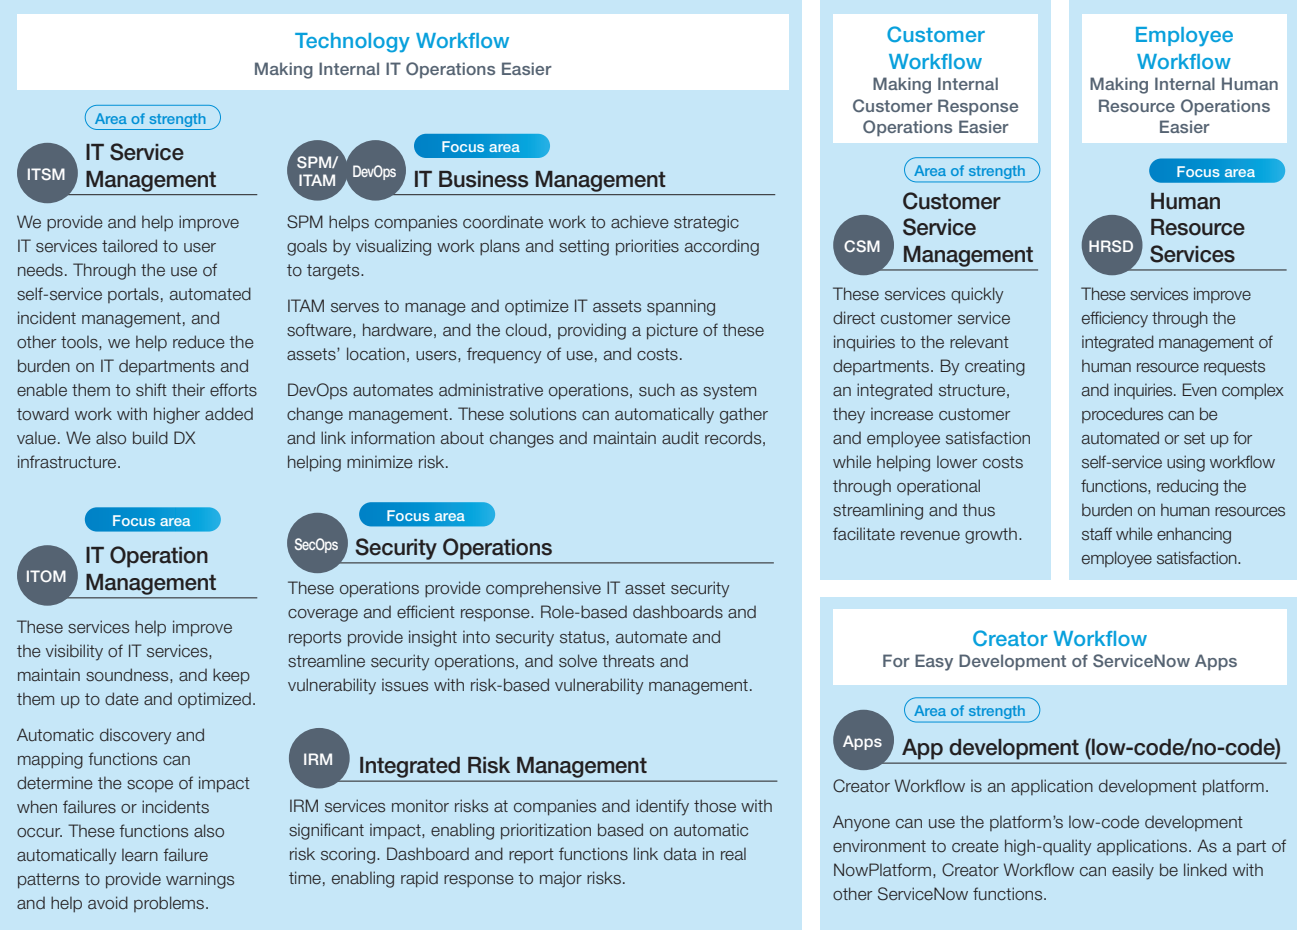 Technology Workflow
Making Internal IT Operations Easier
Area of strength
ITSM
IT Service
Management
We provide and help improve
IT services tailored to user
needs. Through the use of
self-service portals, automated
incident management, and
other tools, we help reduce the
burden on IT departments and
enable them to shift their efforts
toward work with higher added
value. We also build DX
infrastructure.
Focus area
ITOM
IT Operation
Management
These services help improve
the visibility of IT services,
maintain soundness, and keep
them up to date and optimized.
Automatic discovery and
mapping functions can
determine the scope of impact
when failures or incidents
occur. These functions also
automatically learn failure
patterns to provide warnings
and help avoid problems.
SPM/
ITAM
DevOps
Focus area
IT Business Management
SPM helps companies coordinate work to achieve strategic
goals by visualizing work plans and setting priorities according
to targets.
ITAM serves to manage and optimize IT assets spanning
software, hardware, and the cloud, providing a picture of these
assets’ location, users, frequency of use, and costs.
DevOps automates administrative operations, such as system
change management. These solutions can automatically gather
and link information about changes and maintain audit records,
helping minimize risk.
Focus area
SecOps
Security Operations
These operations provide comprehensive IT asset security
coverage and efficient response. Role-based dashboards and
reports provide insight into security status, automate and
streamline security operations, and solve threats and
vulnerability issues with risk-based vulnerability management.
IRM
Integrated Risk Management
IRM services monitor risks at companies and identify those with
significant impact, enabling prioritization based on automatic
risk scoring. Dashboard and report functions link data in real
time, enabling rapid response to major risks.
Customer
Workflow
Making Internal
Customer Response
Operations Easier
Area of strength
CSM
Customer
Service
Management
These services quickly
direct customer service
inquiries to the relevant
departments. By creating
an integrated structure,
they increase customer
and employee satisfaction
while helping lower costs
through operational
streamlining and thus
facilitate revenue growth.
Employee
Workflow
Making Internal Human
Resource Operations
Easier
Focus area
HRSD
Human
Resource
Services
These services improve
efficiency through the
integrated management of
human resource requests
and inquiries. Even complex
procedures can be
automated or set up for
self-service using workflow
functions, reducing the
burden on human resources
staff while enhancing
employee satisfaction.
Creator Workflow
For Easy Development of ServiceNow Apps
Area of strength
Apps
App development (low-code/no-code)
Creator Workflow is an application development platform.
Anyone can use the platform’s low-code development
environment to create high-quality applications. As a part of
NowPlatform, Creator Workflow can easily be linked with
other ServiceNow functions.